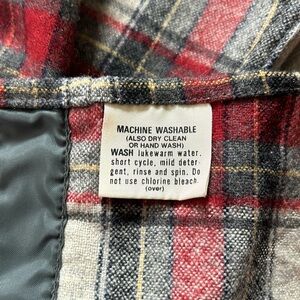 MACHINE WASHABLE
(ALSO DRY CLEAN
OR HAND WASH)
WASH lukewarm water.
short cycle, mild deter-
gent, rinse and spin. Do
not use chlorine bleach.
(over)